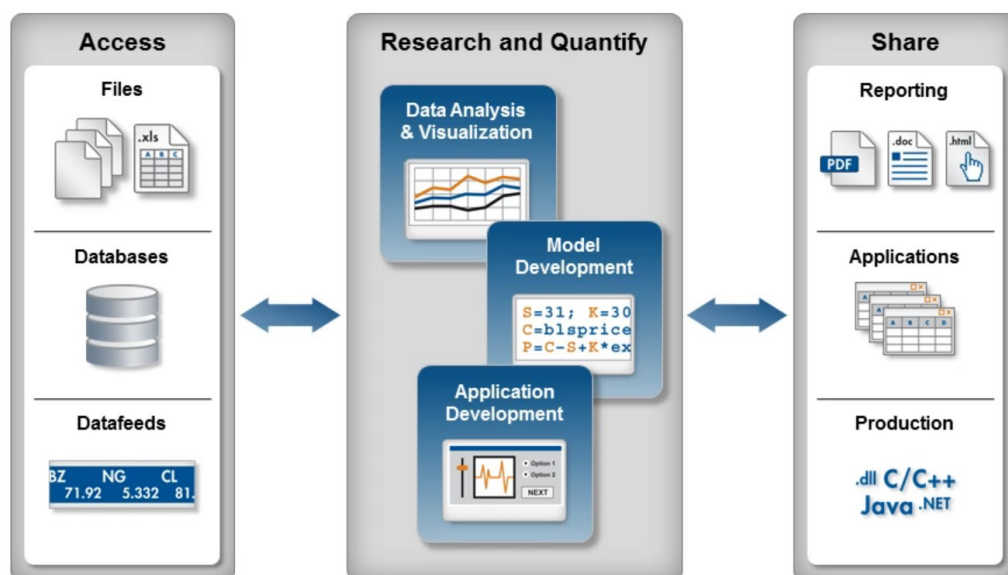 Access
Files
.xls
A B C
Databases
Datafeeds
BZ NG CL
71.92 5.332 81.
Research and Quantify
Data Analysis
& Visualization
Model
Development
S=31; K=30
C=blsprice
P=C-S+K*ex
Application
Development
Option 1
Option 2
NEXT
Share
Reporting
PDF
.doc
.html
Applications
A
A
A B C D
Production
.dll C/C++
Java .NET